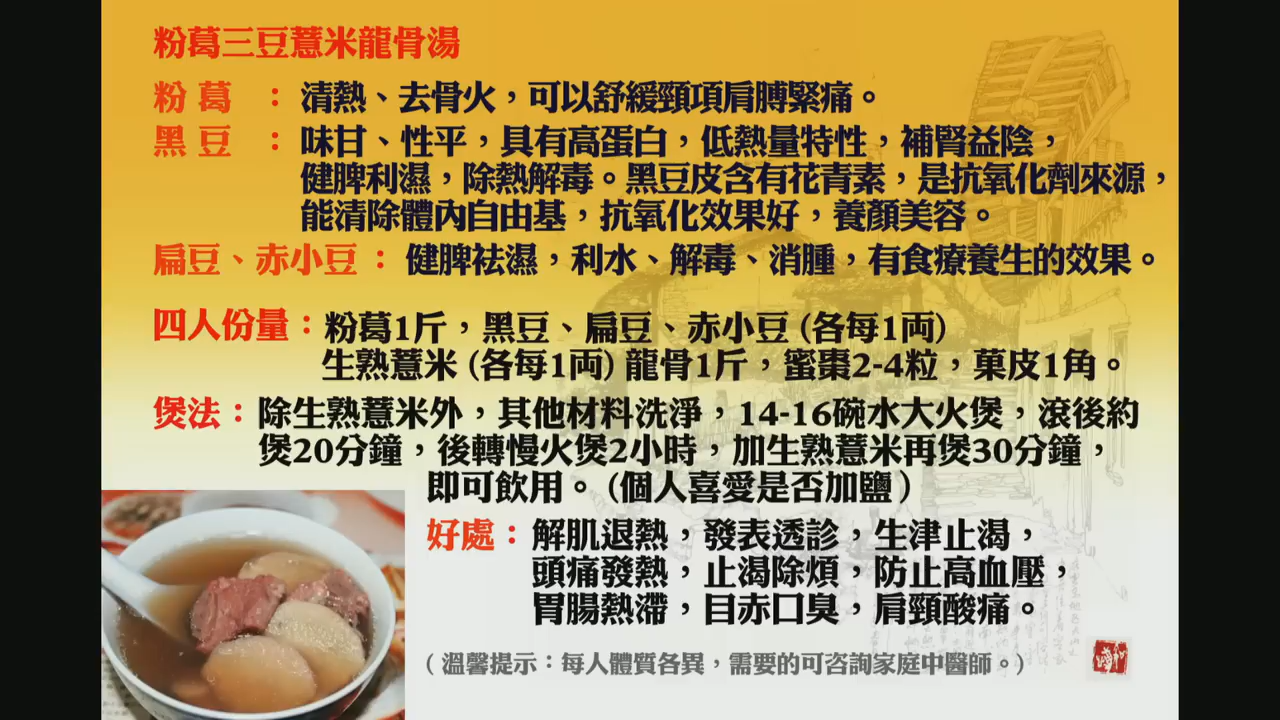 粉葛三豆薏米龍骨湯
粉葛：清熱、去骨火，可以舒緩頸項肩膊緊痛。
黑豆：味甘、性平，具有高蛋白，低熱量特性，補腎益陰，
健脾利濕，除熱解毒。黑豆皮含有花青素，是抗氧化劑來源，
能清除體內自由基，抗氧化效果好，養顏美容。
扁豆、赤小豆：健脾祛濕，利水、解毒、消腫，有食療養生的效果。
四人份量：粉葛1斤，黑豆、扁豆、赤小豆 (各每1両)
生熟薏米 (各每1両) 龍骨1斤，蜜棗2-4粒，菓皮1角。
煲法：除生熟薏米外，其他材料洗淨，14-16碗水大火煲，滾後約
煲20分鐘，後轉慢火煲2小時，加生熟薏米再煲30分鐘，
即可飲用。(個人喜愛是否加鹽)
好處：解肌退熱，發表透診，生津止渴，
頭痛發熱，止渴除煩，防止高血壓，
胃腸熱滯，目赤口臭，肩頸酸痛。
(溫馨提示：每人體質各異，需要的可咨詢家庭中醫師。)